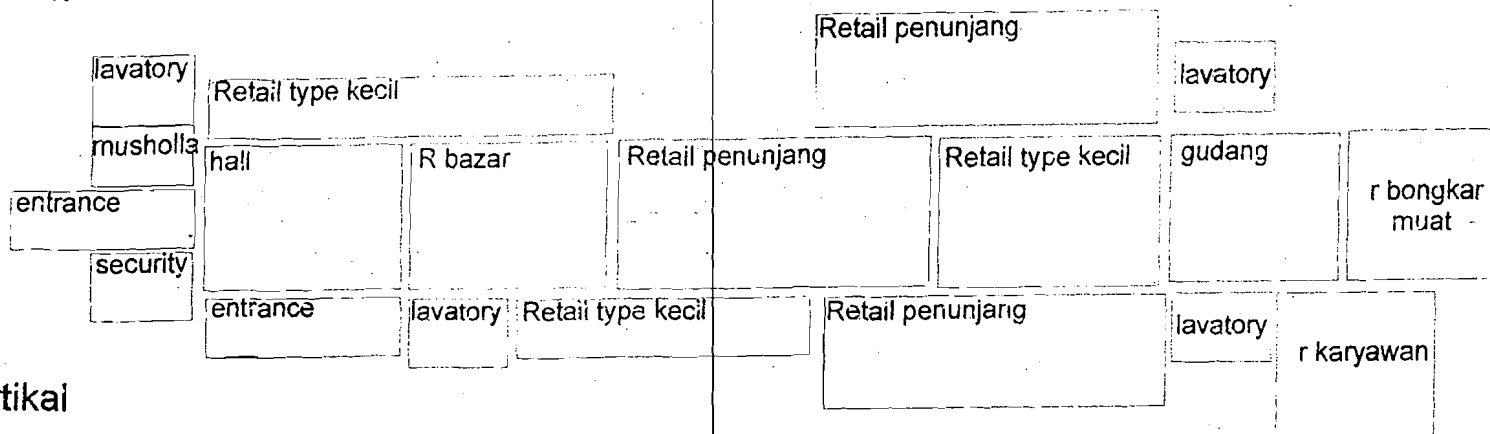 Retail penunjang
lavatory
lavatory
Retail type kecil
musholla
hall
R bazar
Retail penunjang
Retail type kecil
gudang
r bongkar
muat
entrance
security
entrance
lavatory
Retail type kecil
Retail penunjang
lavatory
r karyawan
tikal